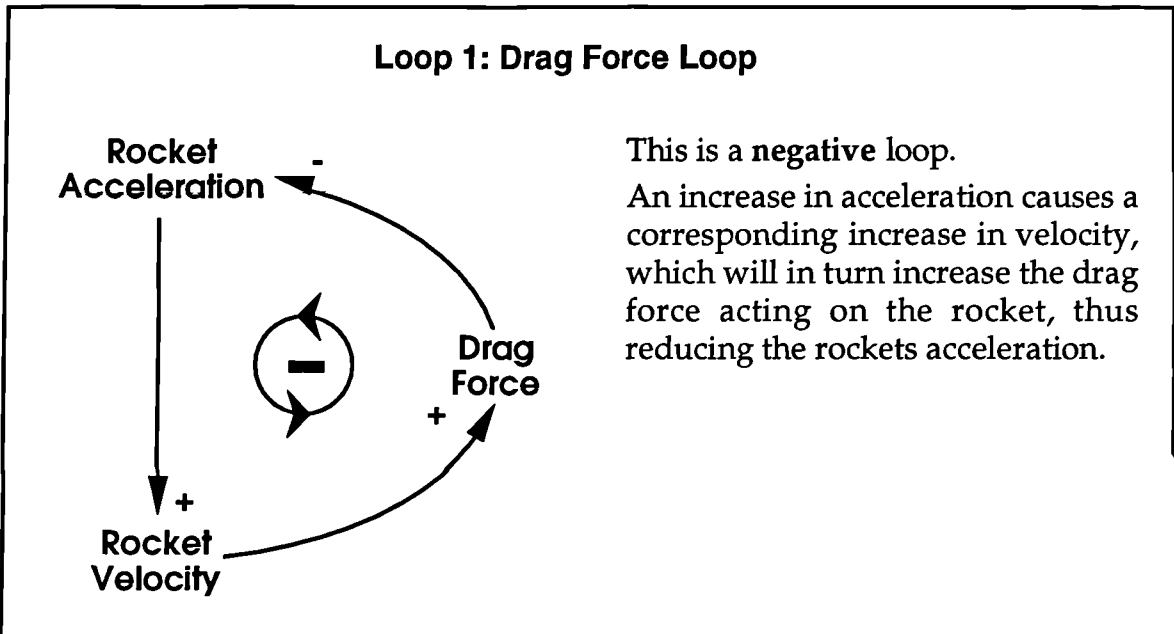 Loop 1: Drag Force Loop
Rocket
Acceleration
-
This is a negative loop.
An increase in acceleration causes a
corresponding increase in velocity,
which will in turn increase the drag
force acting on the rocket, thus
reducing the rockets acceleration.
Drag
Force
+
-
+
Rocket
Velocity